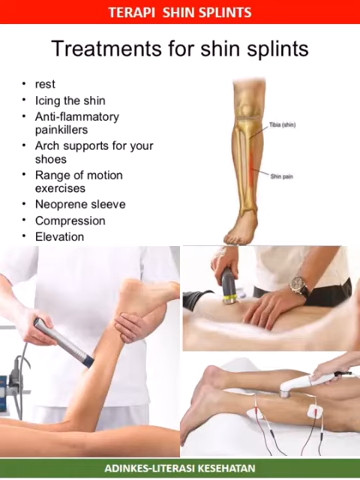 TERAPI SHIN SPLINTS
Treatments for shin splints
• rest
• Icing the shin
• Anti-flammatory
painkillers
• Arch supports for your
shoes
• Range of motion
exercises
• Neoprene sleeve
• Compression
• Elevation
Tibia (shin)
Shin pain
ADINKES-LITERASI KESEHATAN